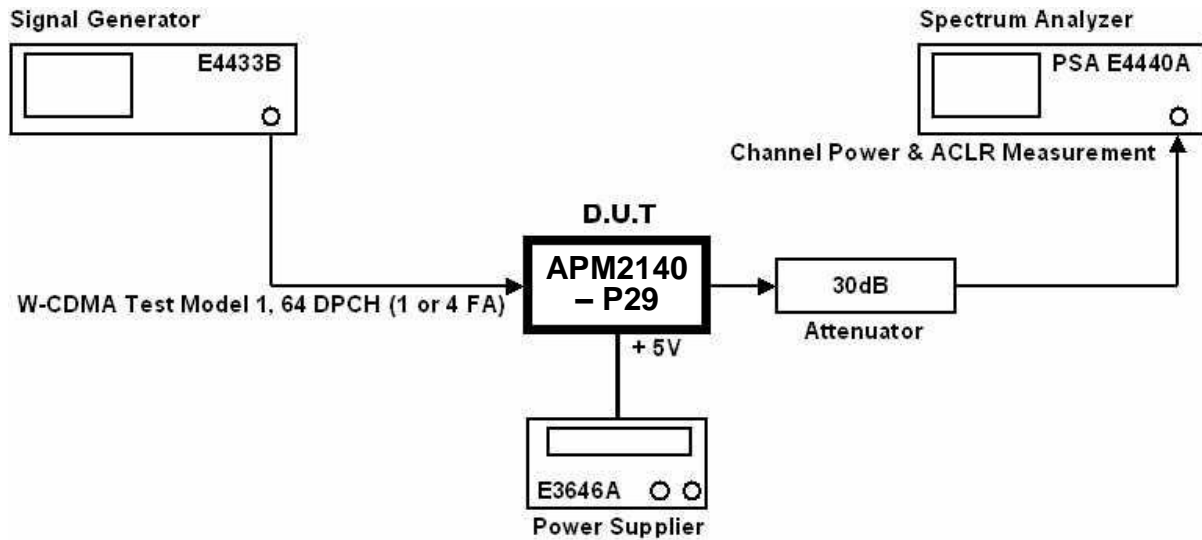 Signal Generator
E4433B
Spectrum Analyzer
PSA E4440A
Channel Power & ACLR Measurement
D.U.T
APM2140
– P29
W-CDMA Test Model 1, 64 DPCH (1 or 4 FA)
30dB
Attenuator
+ 5V
E3646A
Power Supplier